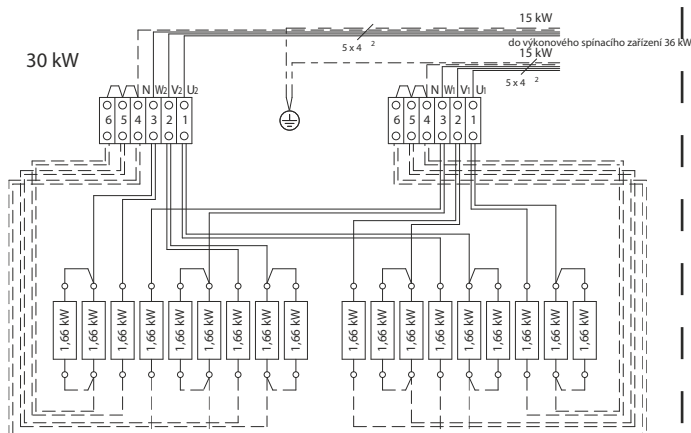 15 kW
5 x 4 2
do výkonového spínacího zařízení 36 kW
15 kW
5 x 4 2
30 kW
N W2 V2 U2
N W1 V1 U1
6 5 4 3 2 1
6 5 4 3 2 1
1,66 kW 1,66 kW 1,66 kW 1,66 kW 1,66 kW 1,66 kW 1,66 kW 1,66 kW 1,66 kW
1,66 kW 1,66 kW 1,66 kW 1,66 kW 1,66 kW 1,66 kW 1,66 kW 1,66 kW 1,66 kW